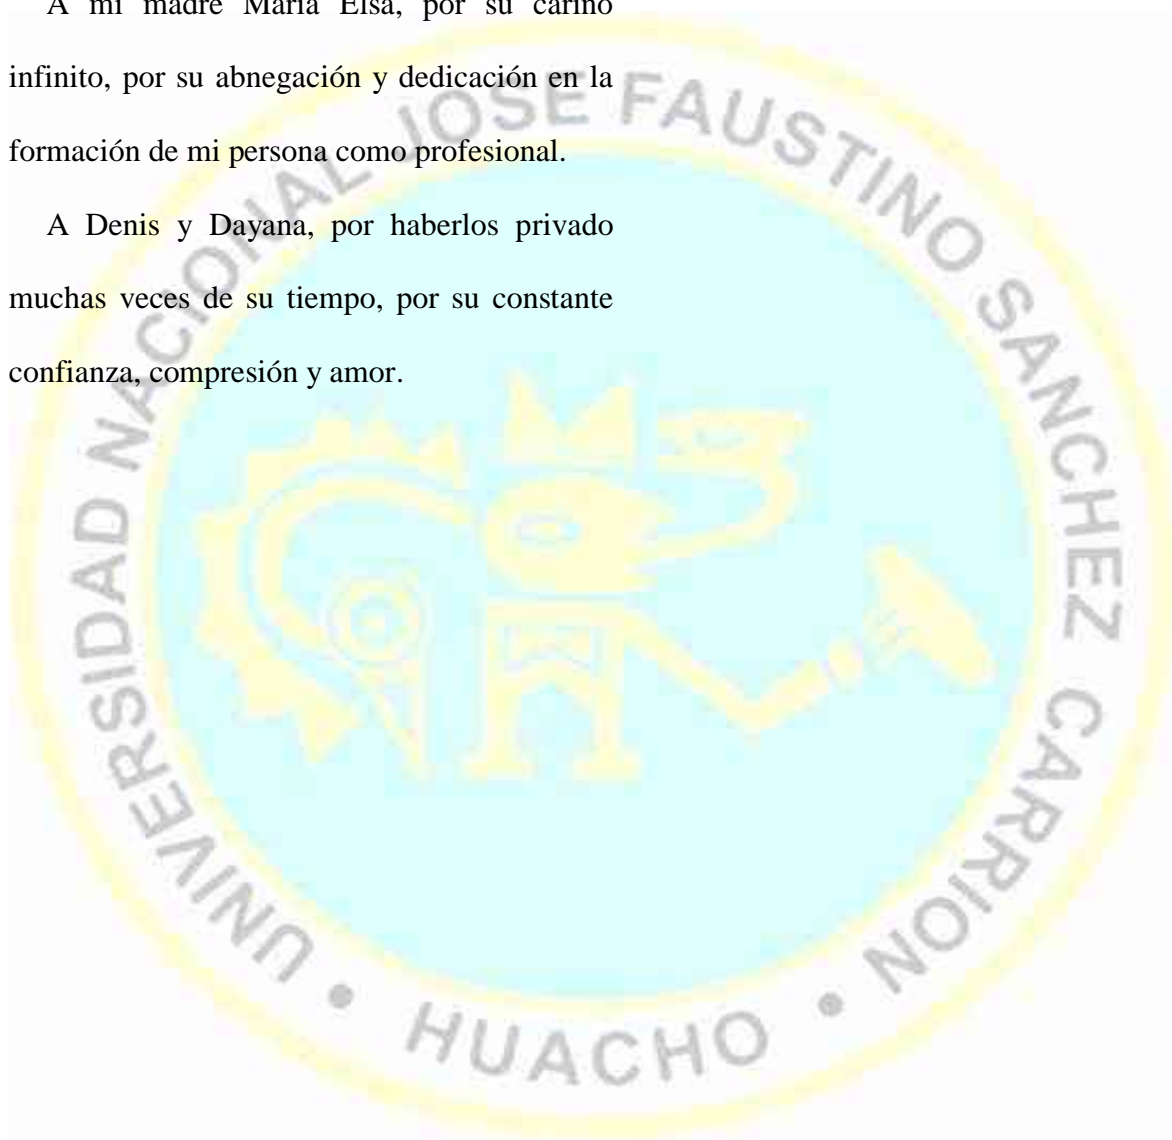 A mi madre María Elsa, por su cariño
infinito, por su abnegación y dedicación en la
formación de mi persona como profesional.
A Denis y Dayana, por haberlos privado
muchas veces de su tiempo, por su constante
confianza, compresión y amor.
UNIVERSIDAD NACIONAL JOSE FAUSTINO SANCHEZ CARRION • HUACHO •